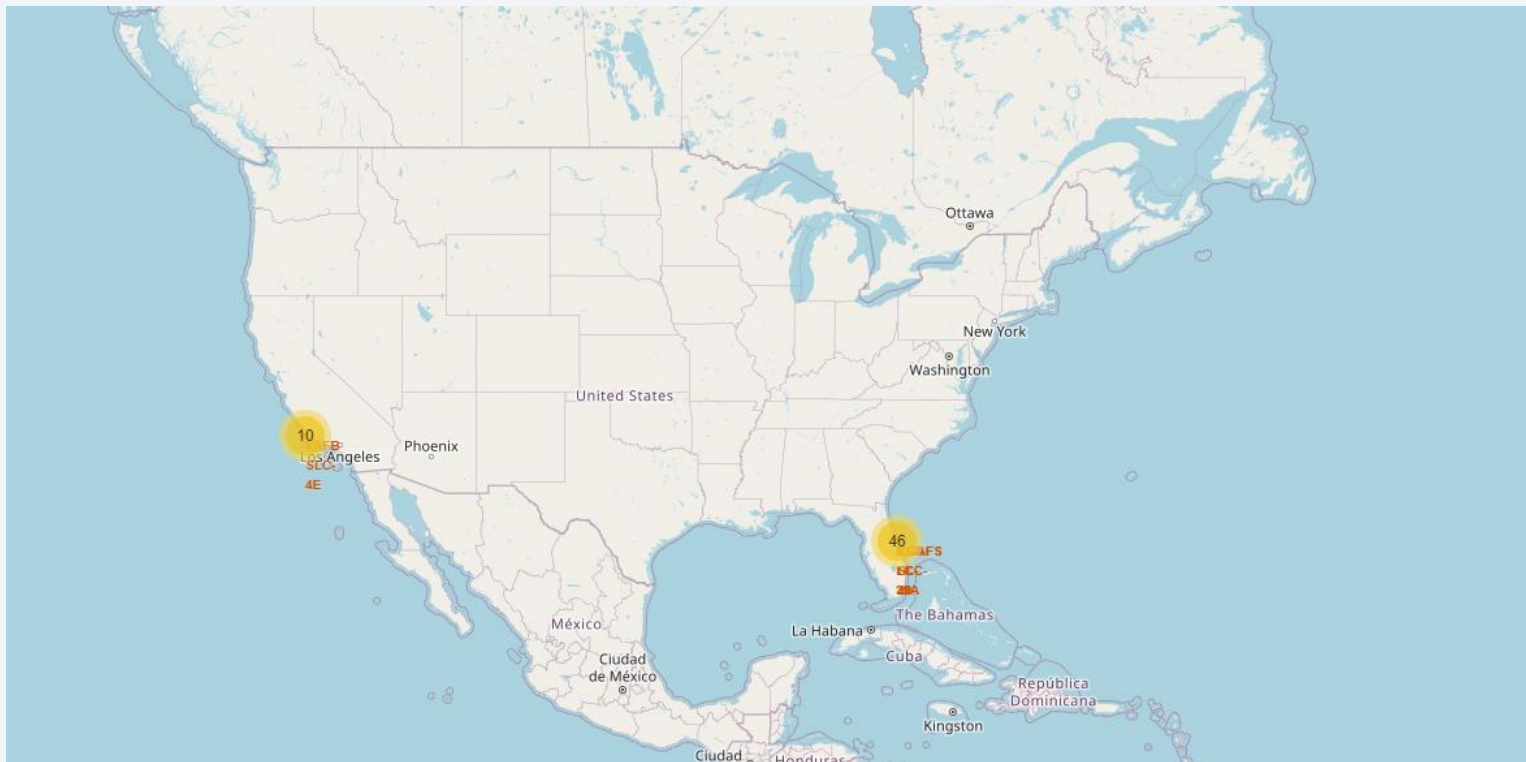 Ottawa
New York
Washington
United States
10
Phoenix
Los Angeles
SLC-
4E
46
The Bahamas
México
La Habana
Cuba
Ciudad
de México
República
Dominicana
Kingston
Ciudad
Honduras